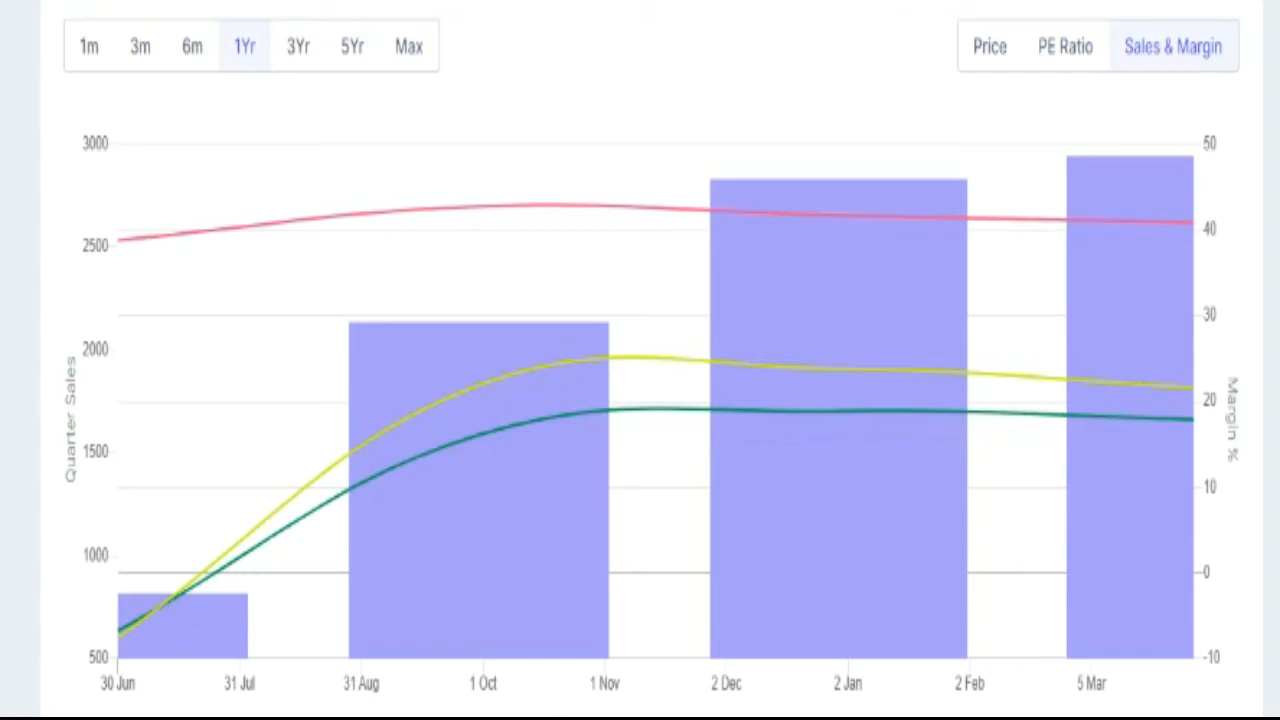 1m 3m 6m 1Yr 3Yr 5Yr Max
Price PE Ratio Sales & Margin
3000
2500
2000
1500
1000
500
Quarter Sales
50
40
30
20
10
0
-10
Margin %
30 Jun 31 Jul 31 Aug 1 Oct 1 Nov 2 Dec 2 Jan 2 Feb 5 Mar